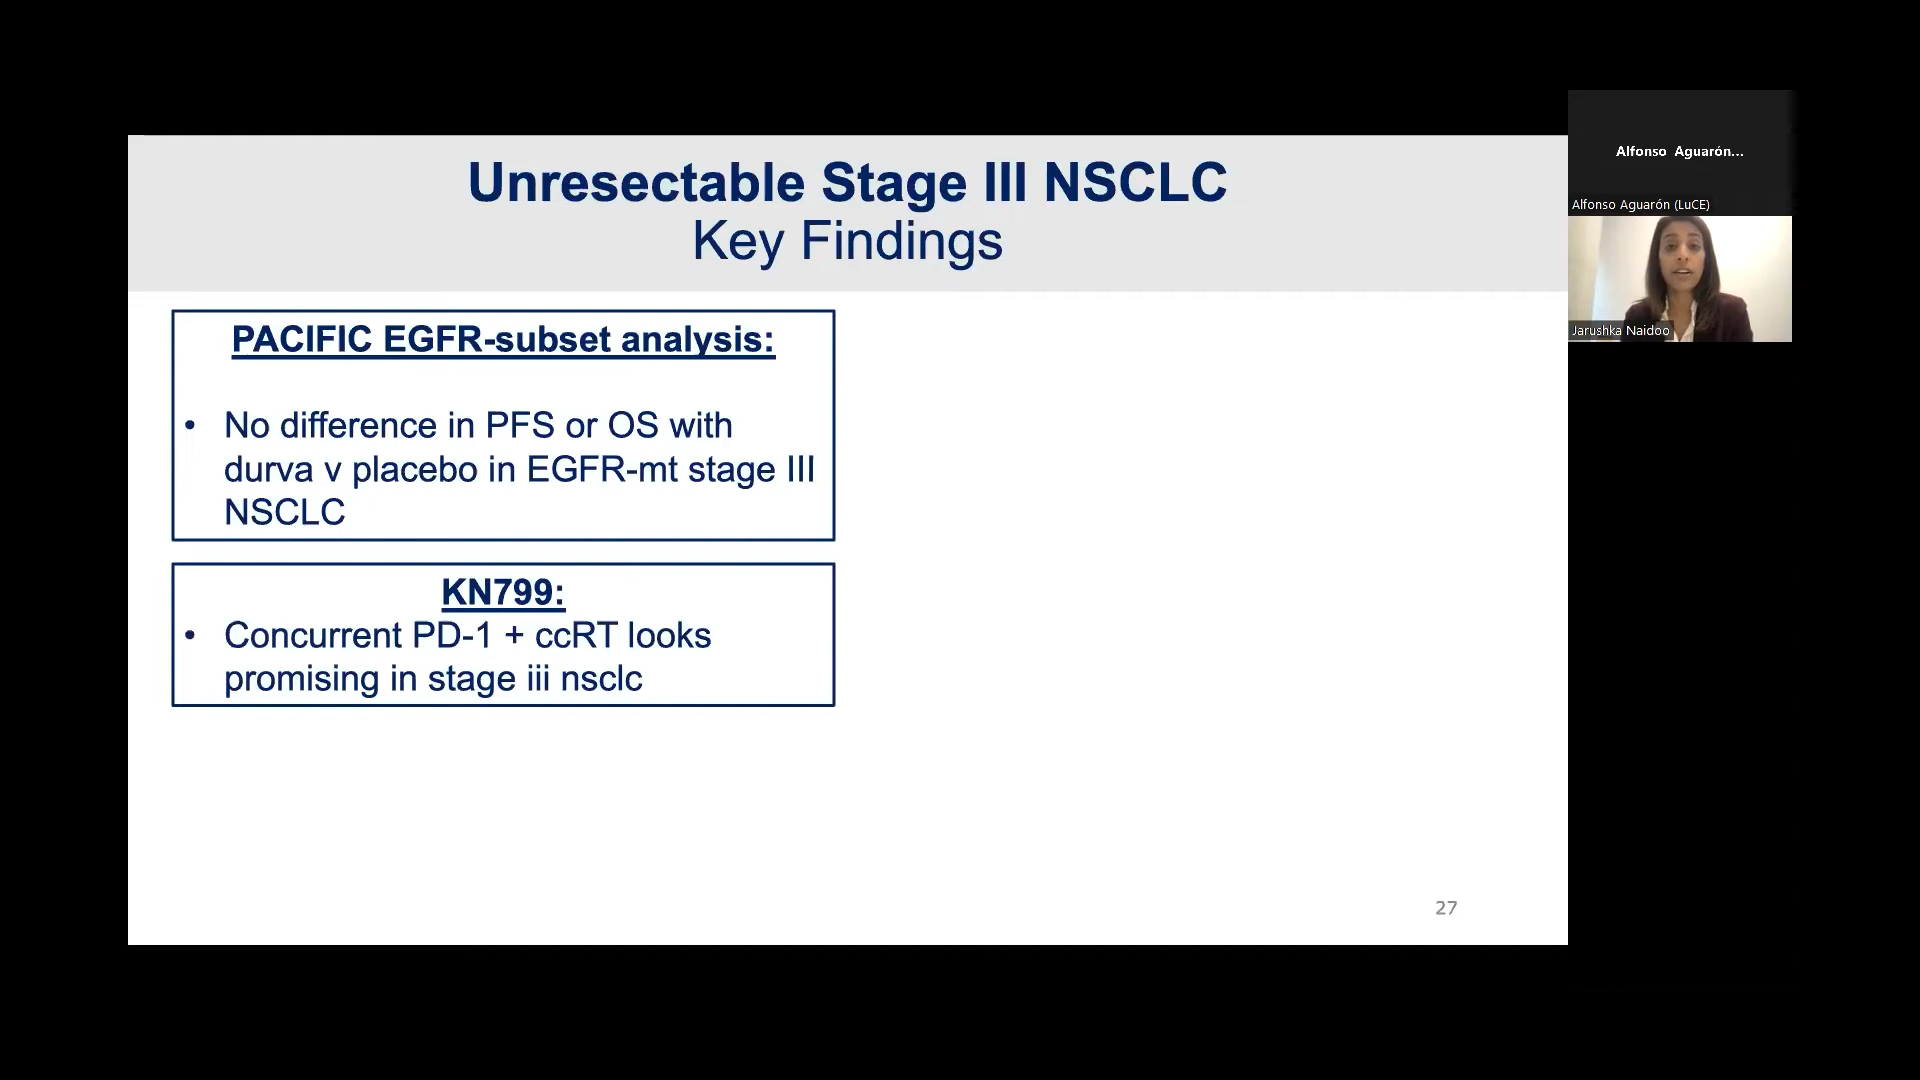 Unresectable Stage III NSCLC
Key Findings
PACIFIC EGFR-subset analysis:
• No difference in PFS or OS with
durva v placebo in EGFR-mt stage III
NSCLC
KN799:
• Concurrent PD-1 + ccRT looks
promising in stage iii nsclc
27
Alfonso Aguarón...
Alfonso Aguarón (LuCE)
Jarushka Naidoo